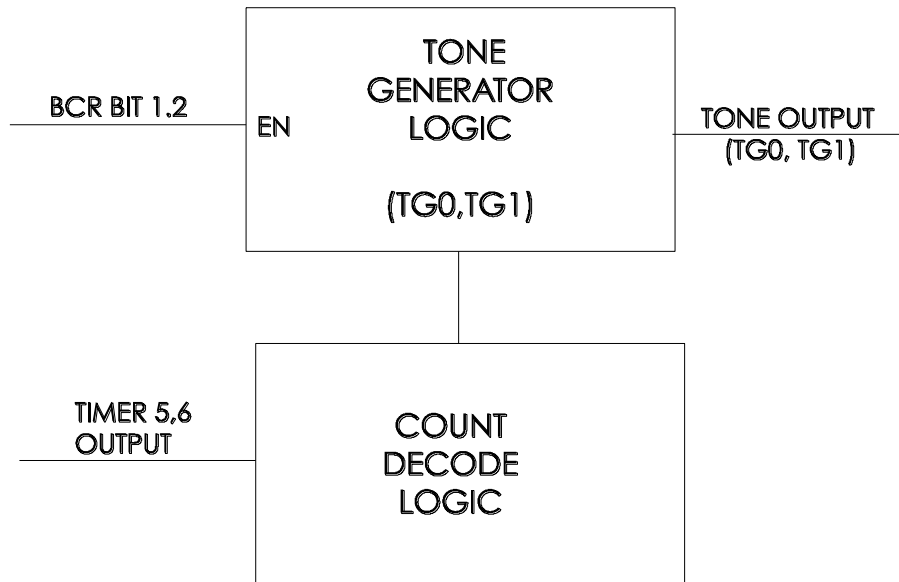 TONE
GENERATOR
LOGIC
(TG0,TG1)
BCR BIT 1.2
EN
TONE OUTPUT
(TG0, TG1)
TIMER 5,6
OUTPUT
COUNT
DECODE
LOGIC